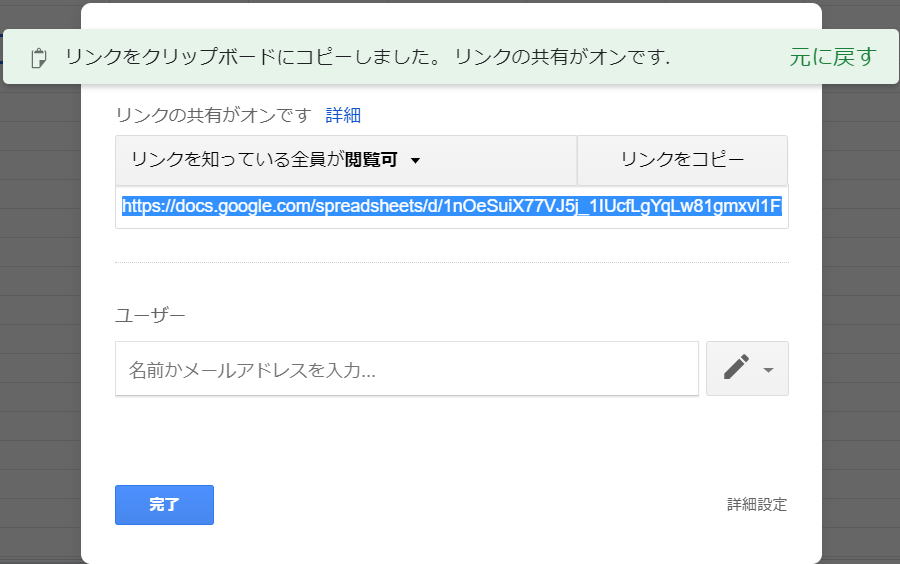 リンクをクリップボードにコピーしました。 リンクの共有がオンです.
元に戻す
リンクの共有がオンです 詳細
リンクを知っている全員が閲覧可
リンクをコピー
https://docs.google.com/spreadsheets/d/1nOeSuiX77VJ5j_1IUcfLgYqLw81gmxvl1F
ユーザー
名前かメールアドレスを入力...
完了
詳細設定